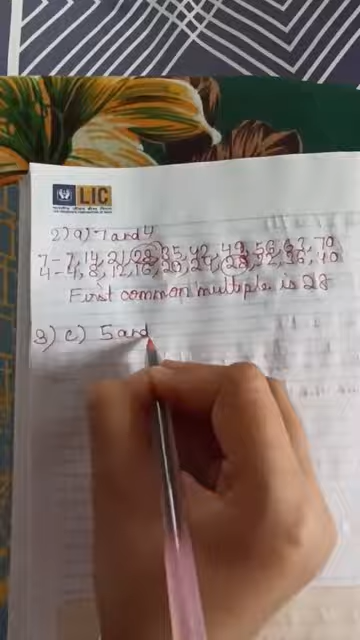 LIC
2) a) 7 and 4
7 - 7, 14, 21, 28, 35, 42, 49, 56, 63, 70
4 - 4, 8, 12, 16, 20, 24, 28, 32, 36, 40
First common multiple is 28
3) c) 5 and